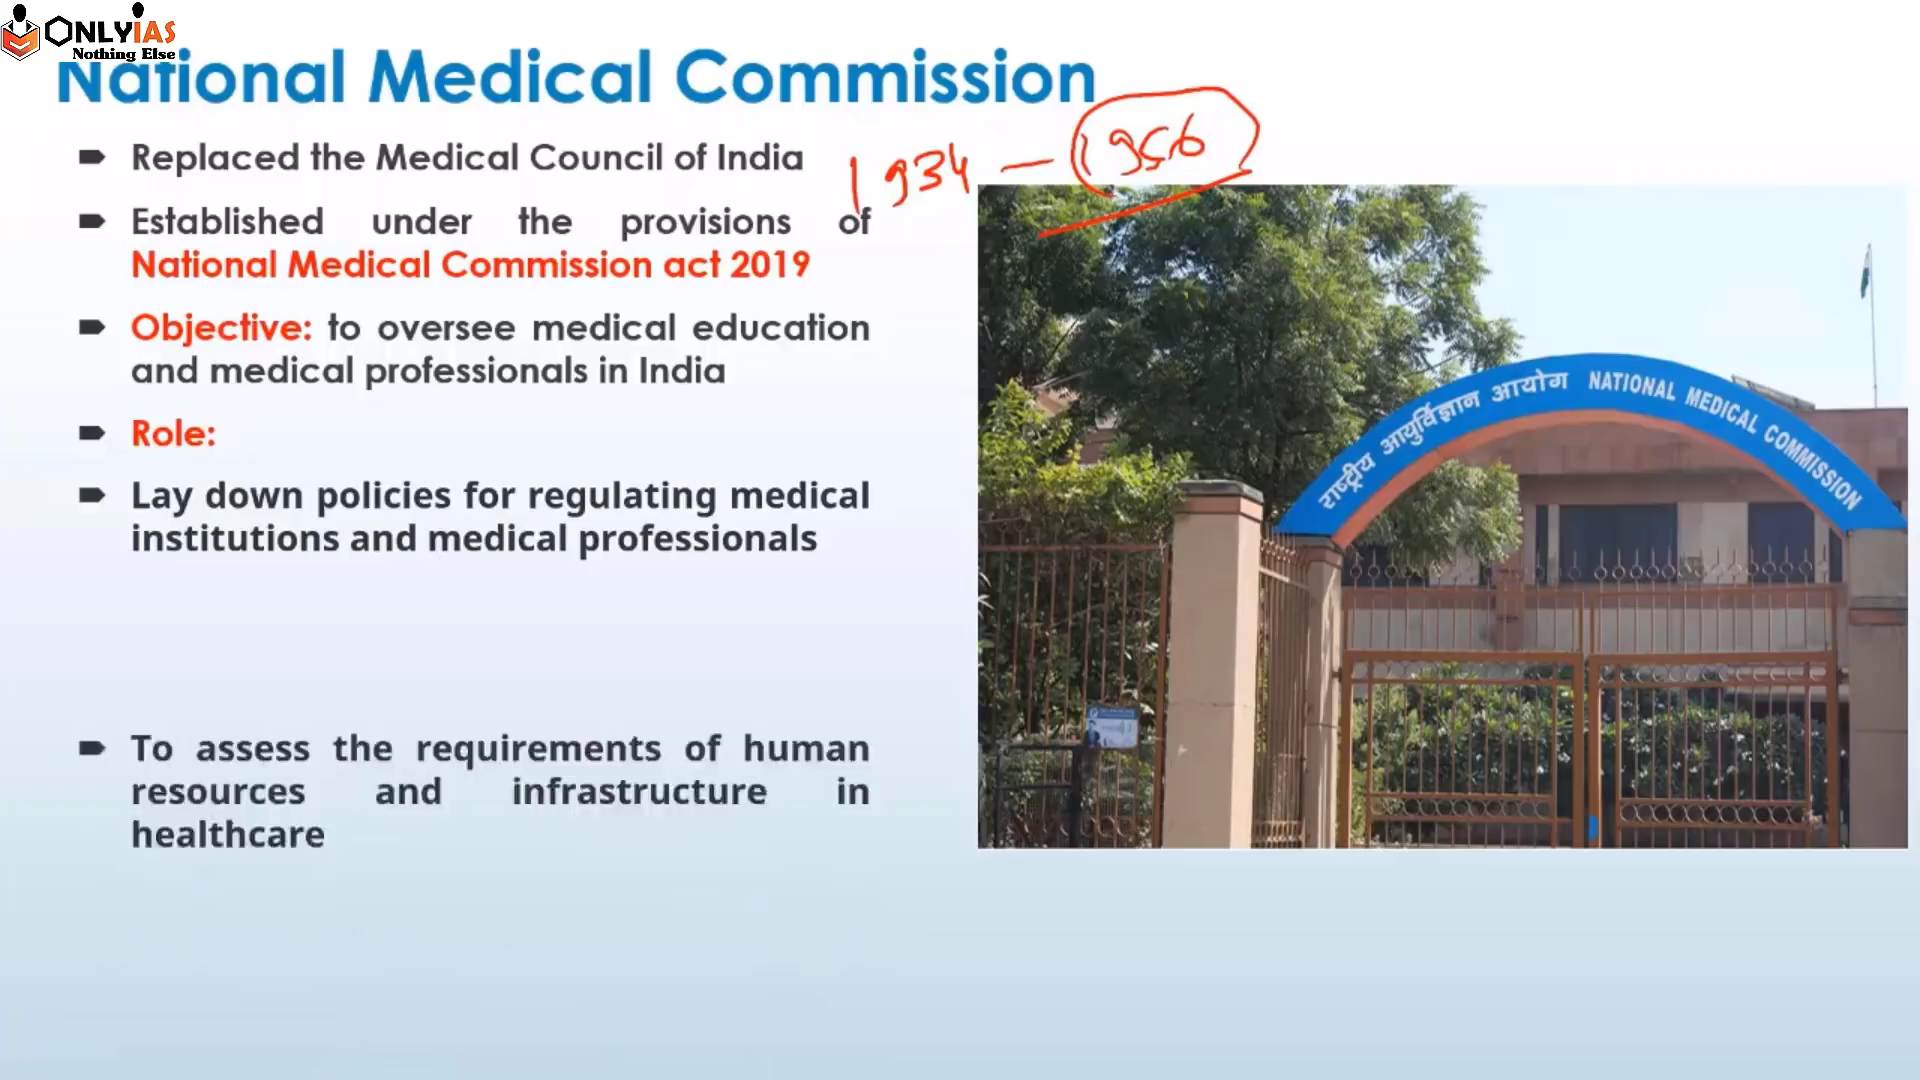 ONLYIAS
Nothing Else
National Medical Commission
Replaced the Medical Council of India
1934 – 1956
Established under the provisions of
National Medical Commission act 2019
Objective: to oversee medical education
and medical professionals in India
Role:
Lay down policies for regulating medical
institutions and medical professionals
To assess the requirements of human
resources and infrastructure in
healthcare
राष्ट्रीय आयुर्विज्ञान आयोग NATIONAL MEDICAL COMMISSION